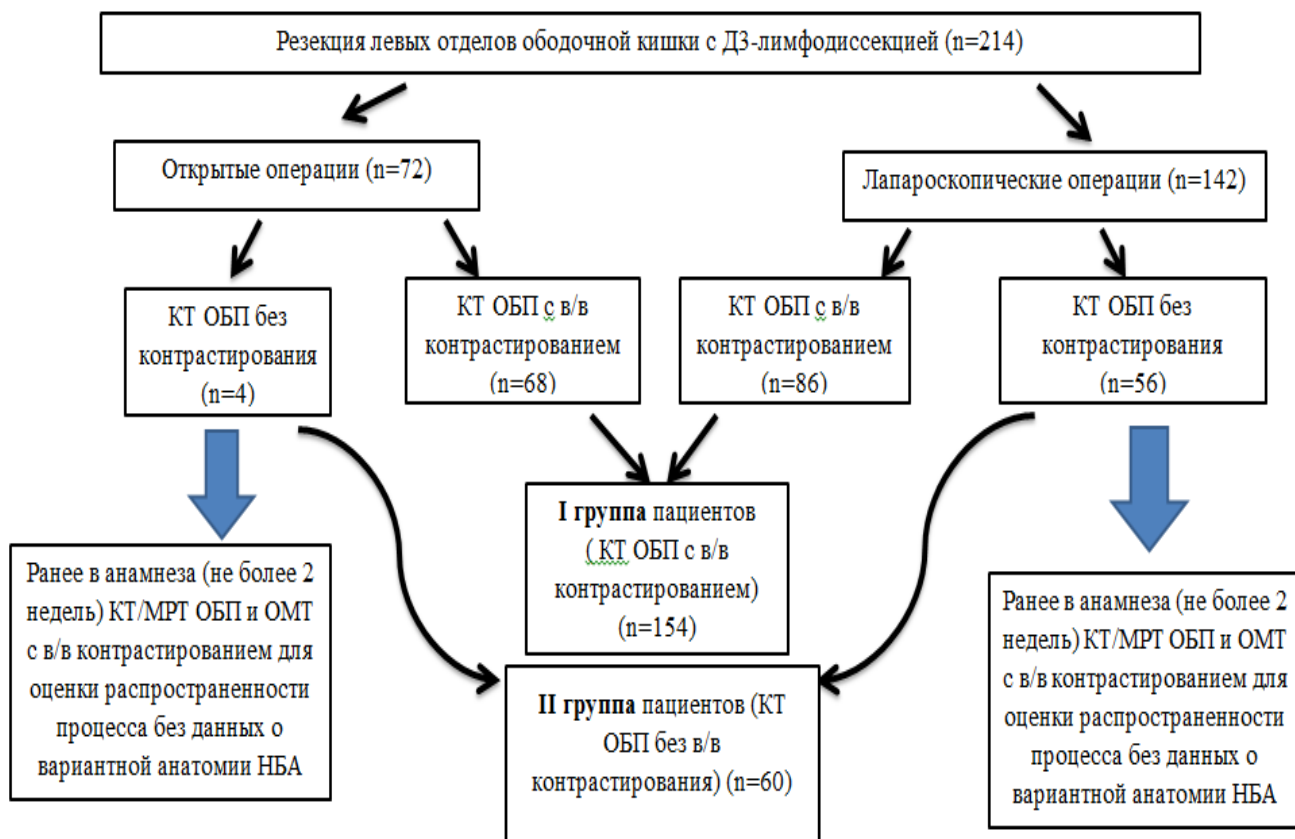 Резекция левых отделов ободочной кишки с Д3-лимфодиссекцией (n=214)
Открытые операции (n=72)
Лапароскопические операции (n=142)
КТ ОБП без
контрастирования
(n=4)
КТ ОБП с в/в
контрастированием
(n=68)
КТ ОБП с в/в
контрастированием
(n=86)
КТ ОБП без
контрастирования
(n=56)
I группа пациентов
( КТ ОБП с в/в
контрастированием)
(n=154)
Ранее в анамнеза (не более 2
недель) КТ/МРТ ОБП и ОМТ
с в/в контрастированием для
оценки распространенности
процесса без данных о
вариантной анатомии НБА
II группа пациентов (КТ
ОБП без в/в
контрастирования) (n=60)
Ранее в анамнеза (не более 2
недель) КТ/МРТ ОБП и ОМТ
с в/в контрастированием для
оценки распространенности
процесса без данных о
вариантной анатомии НБА